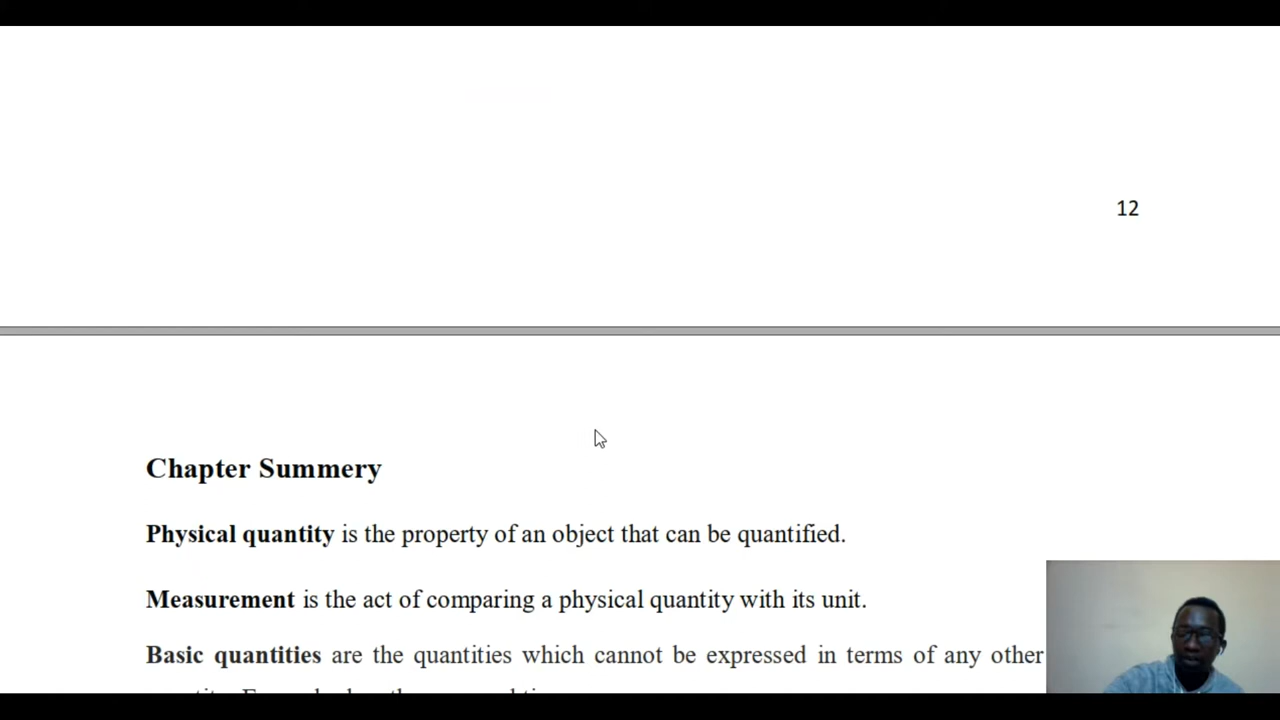 12
Chapter Summery
Physical quantity is the property of an object that can be quantified.
Measurement is the act of comparing a physical quantity with its unit.
Basic quantities are the quantities which cannot be expressed in terms of any other